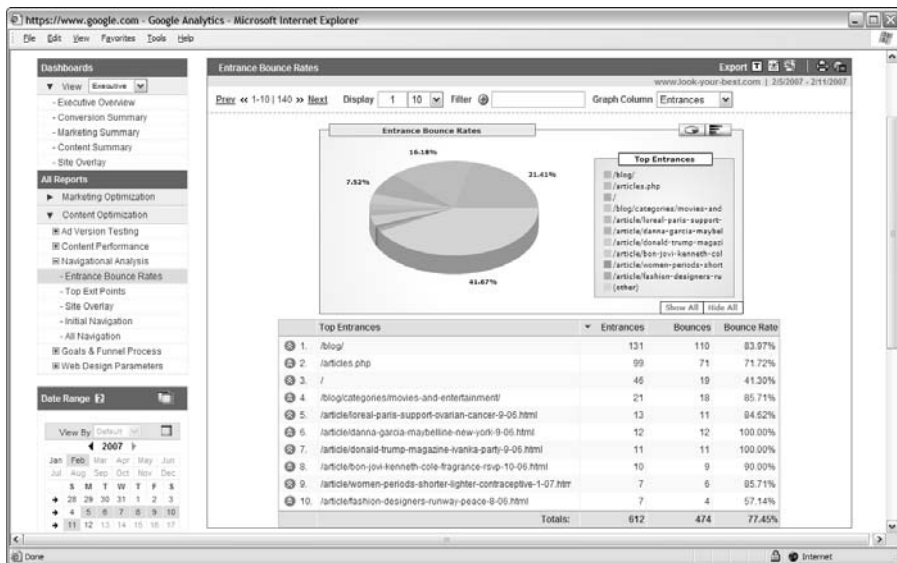 https://www.google.com - Google Analytics - Microsoft Internet Explorer
File Edit View Favorites Tools Help
Dashboards
View Executive
- Executive Overview
- Conversion Summary
- Marketing Summary
- Content Summary
- Site Overlay
All Reports
Marketing Optimization
Content Optimization
Ad Version Testing
Content Performance
Navigational Analysis
- Entrance Bounce Rates
- Top Exit Points
- Site Overlay
- Initial Navigation
- All Navigation
Goals & Funnel Process
Web Design Parameters
Date Range ?
View By Default
2007
Jan Feb Mar Apr May Jun
Jul Aug Sep Oct Nov Dec
S M T W T F S
28 29 30 31 1 2 3
4 5 6 7 8 9 10
11 12 13 14 15 16 17
Entrance Bounce Rates Export T
www.look-your-best.com | 2/5/2007 - 2/11/2007
Prev << 1-10 | 140 >> Next Display 1 10 Filter Graph Column Entrances
Entrance Bounce Rates
16.18%
7.52%
21.41%
41.67%
Top Entrances
/blog/
/articles.php
/
/blog/categories/movies-and
/article/loreal-paris-support-
/article/danna-garcia-maybel
/article/donald-trump-magazi
/article/bon-jovi-kenneth-col
/article/women-periods-short
/article/fashion-designers-ru
(other)
Show All Hide All
Top Entrances Entrances Bounces Bounce Rate
1. /blog/ 131 110 83.97%
2. /articles.php 99 71 71.72%
3. / 46 19 41.30%
4. /blog/categories/movies-and-entertainment/ 21 18 85.71%
5. /article/loreal-paris-support-ovarian-cancer-9-06.html 13 11 84.62%
6. /article/danna-garcia-maybelline-new-york-9-06.html 12 12 100.00%
7. /article/donald-trump-magazine-ivanka-party-9-06.html 11 11 100.00%
8. /article/bon-jovi-kenneth-cole-fragrance-rsvp-10-06.html 10 9 90.00%
9. /article/women-periods-shorter-lighter-contraceptive-1-07.htm 7 6 85.71%
10. /article/fashion-designers-runway-peace-8-06.html 7 4 57.14%
Totals: 612 474 77.45%
Done Internet